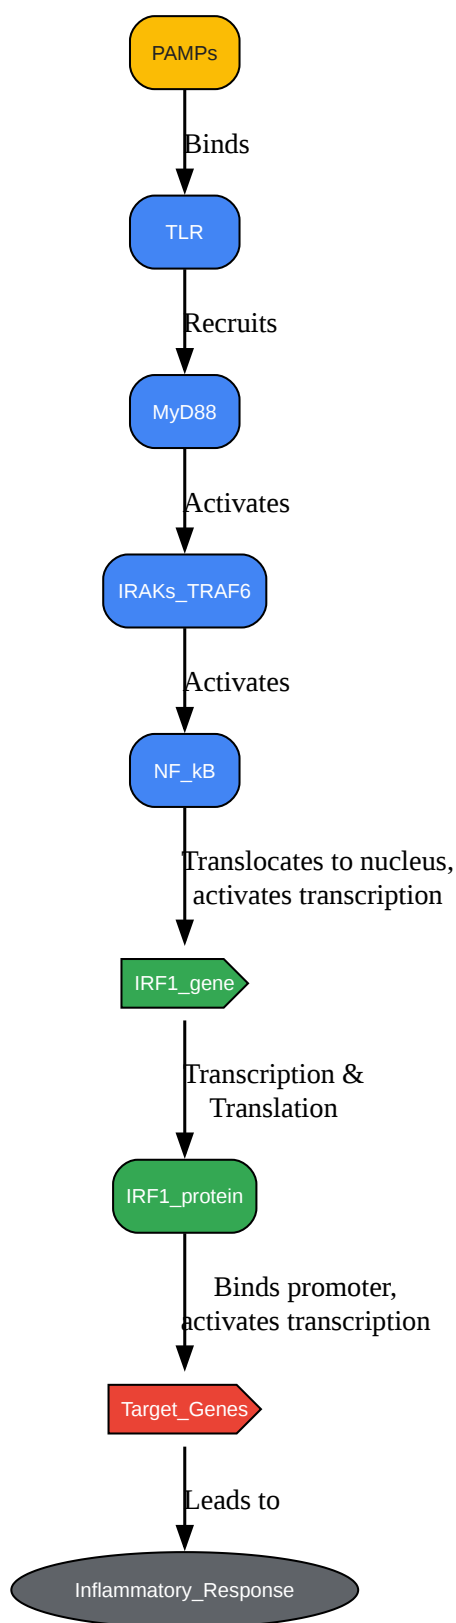 PAMPs
Binds
TLR
Recruits
MyD88
Activates
IRAKs_TRAF6
Activates
NF_kB
Translocates to nucleus,
activates transcription
IRF1_gene
Transcription &
Translation
IRF1_protein
Binds promoter,
activates transcription
Target_Genes
Leads to
Inflammatory_Response